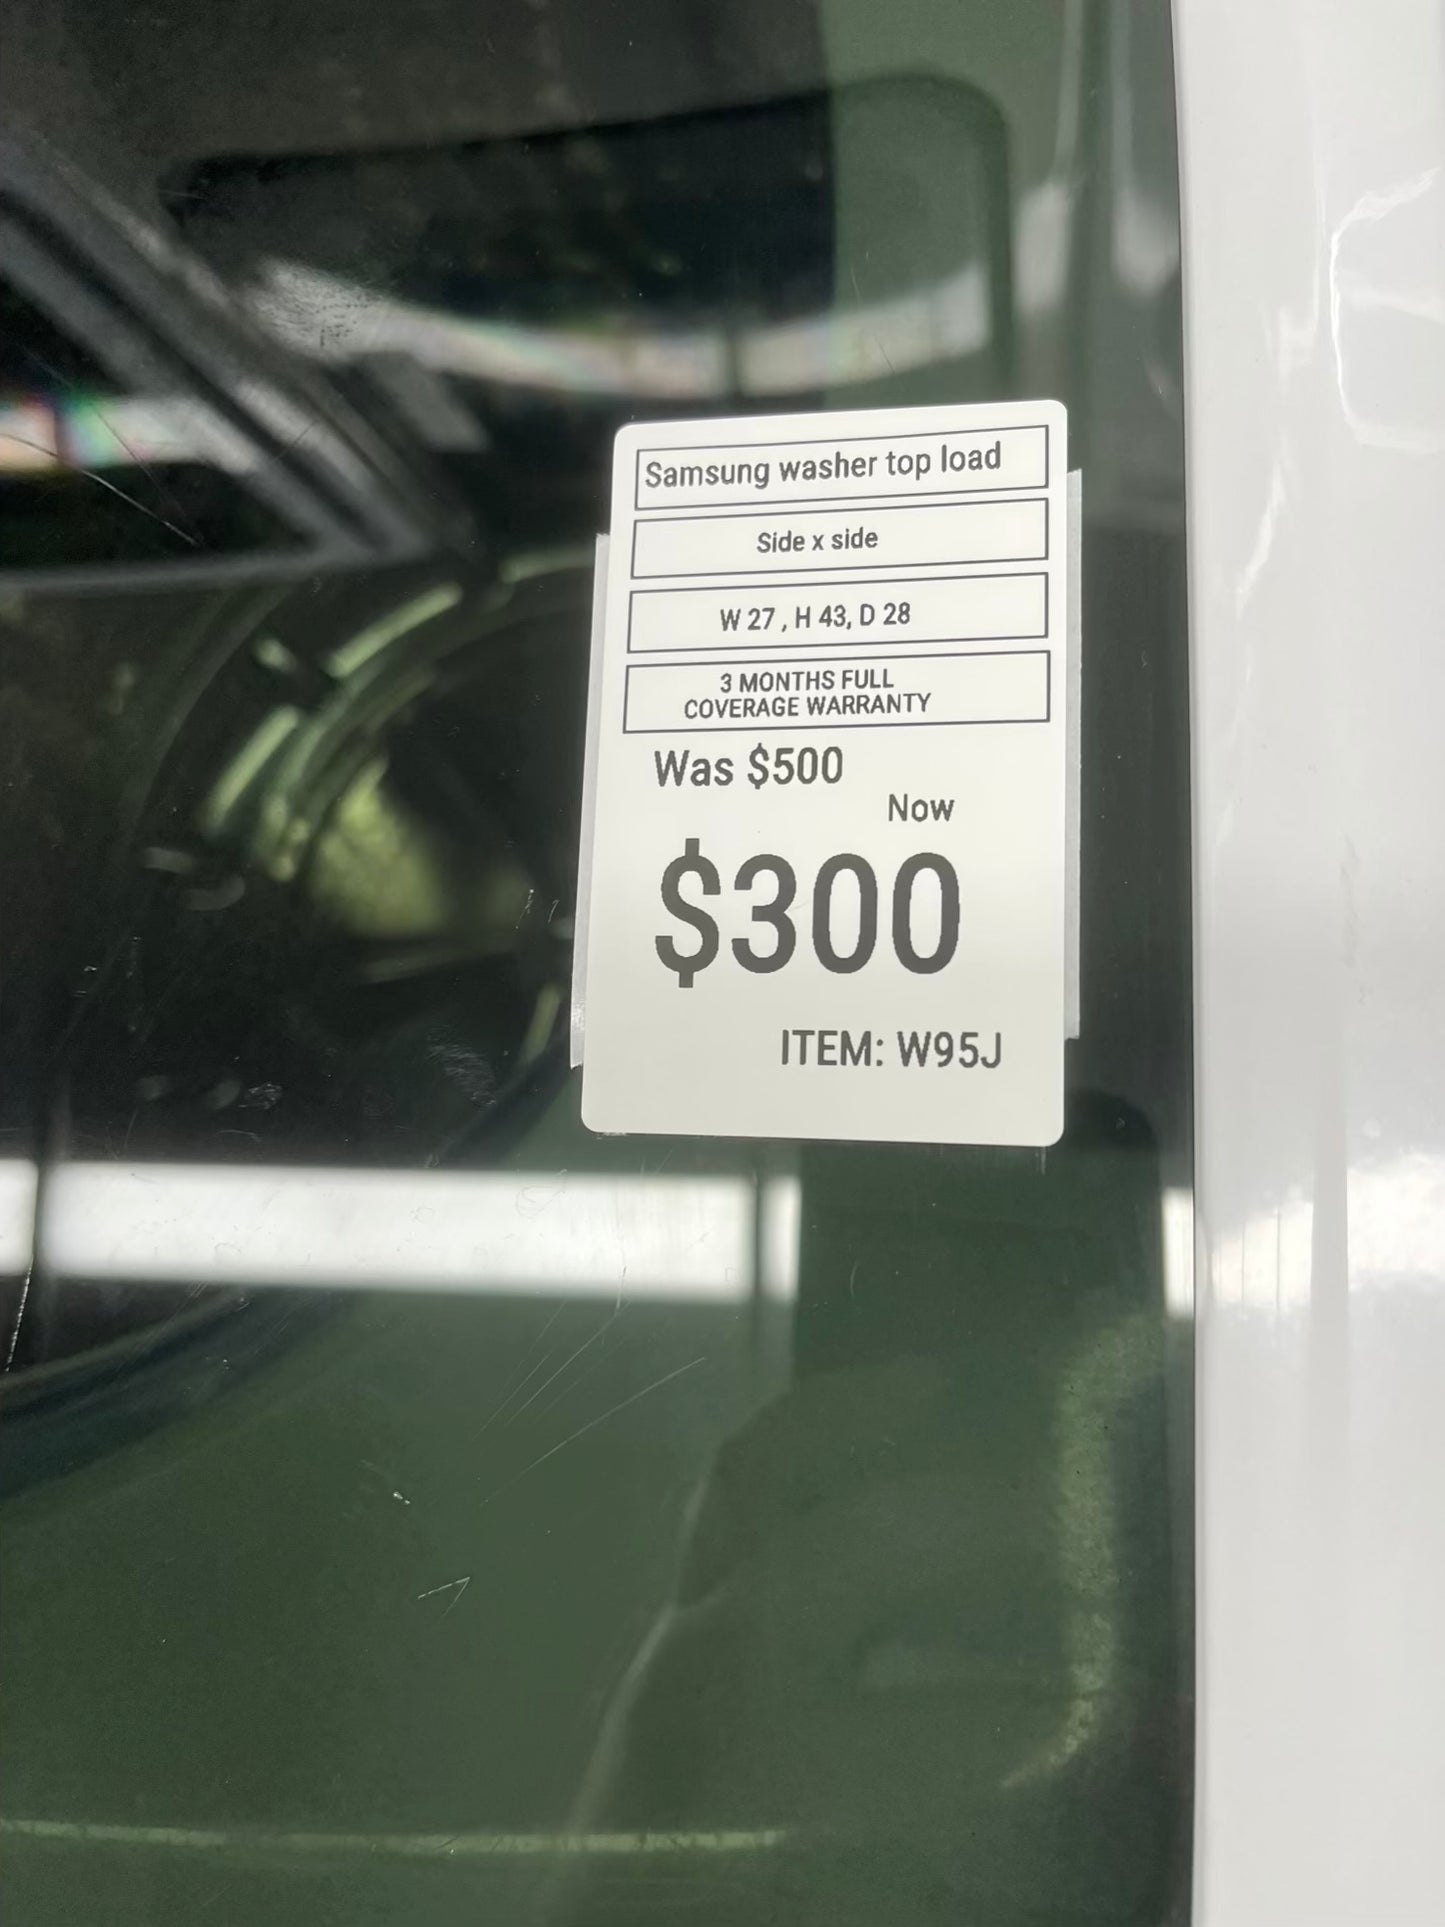 Samsung washer top load
Side x side
W 27 , H 43, D 28
3 MONTHS FULL
COVERAGE WARRANTY
Was $500
Now
$300
ITEM: W95J